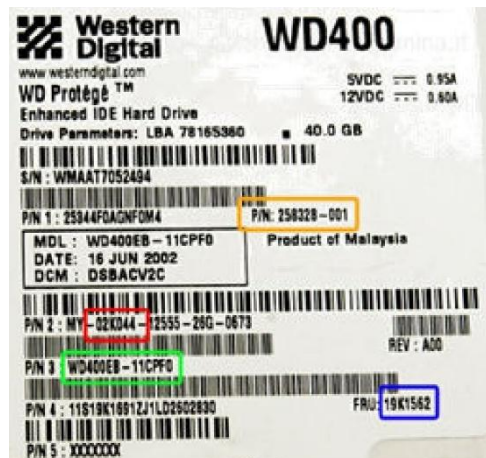 Western Digital
WD400
www.westerndigital.com
5VDC 0.95A
12VDC 0.60A
WD Protégé ™
Enhanced IDE Hard Drive
Drive Parameters: LBA 78165360 ■ 40.0 GB
S/N : WMAAT7052494
P/N 1 : 25344F0AGNF0M4 P/N: 258328-001
MDL : WD400EB-11CPF0 Product of Malaysia
DATE: 16 JUN 2002
DCM : DSBACV2C
P/N 2 : MY-02K044-12555-26G-0673
REV : A00
P/N 3 WD400EB-11CPF0
P/N 4 : 11S19K1691ZJ1LD2602830 FRU: 19K1562
P/N 5 : XXXXXXX